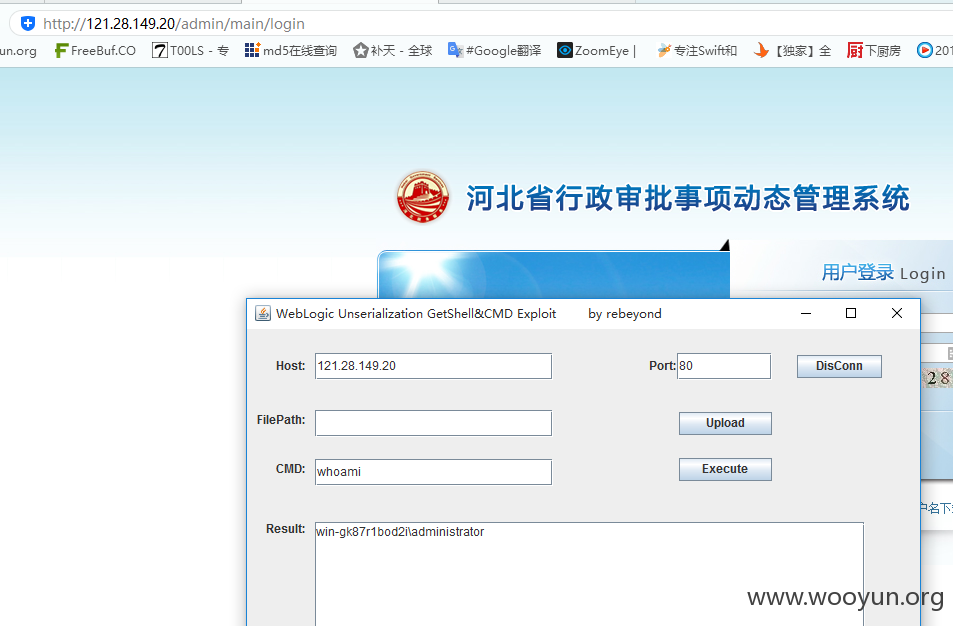 http://121.28.149.20/admin/main/login
un.org FreeBuf.CO T00LS - 专 md5在线查询 补天 - 全球 #Google翻译 ZoomEye | 专注Swift和 【独家】全 下厨房 201
河北省行政审批事项动态管理系统
用户登录 Login
WebLogic Unserialization GetShell&CMD Exploit by rebeyond
Host: 121.28.149.20 Port: 80 DisConn
28
FilePath: Upload
CMD: whoami Execute
户名下
Result: win-gk87r1bod2i\administrator
www.wooyun.org